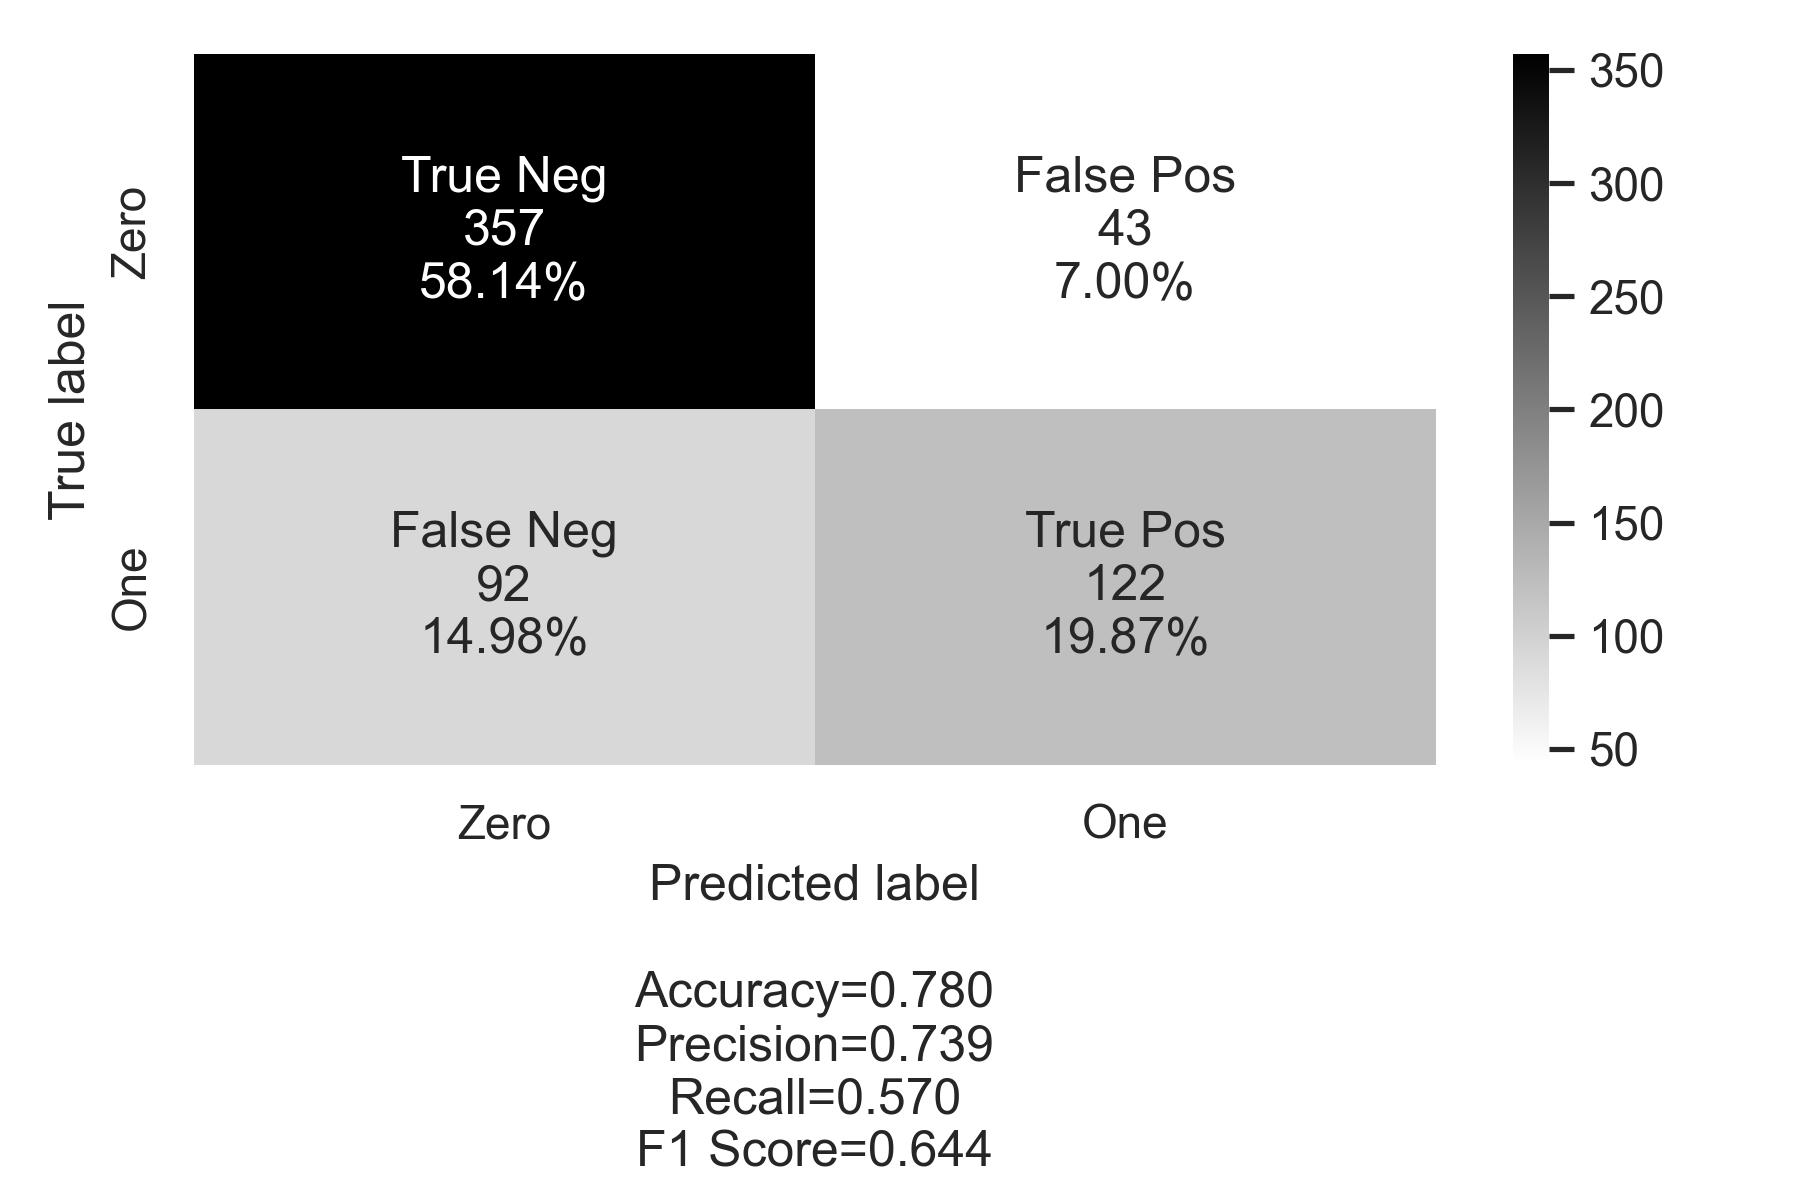 True Neg
357
58.14%
False Pos
43
7.00%
False Neg
92
14.98%
True Pos
122
19.87%
True label
Zero
One
Zero
One
Predicted label
Accuracy=0.780
Precision=0.739
Recall=0.570
F1 Score=0.644
350
300
250
200
150
100
50